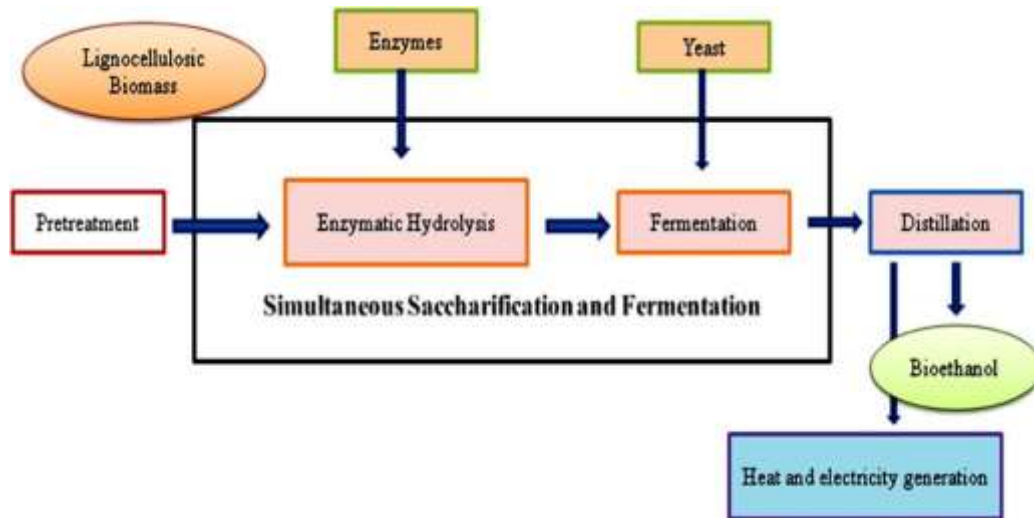 Lignocellulosic
Biomass
Enzymes
Yeast
Pretreatment
Enzymatic Hydrolysis
Fermentation
Distillation
Simultaneous Saccharification and Fermentation
Bioethanol
Heat and electricity generation